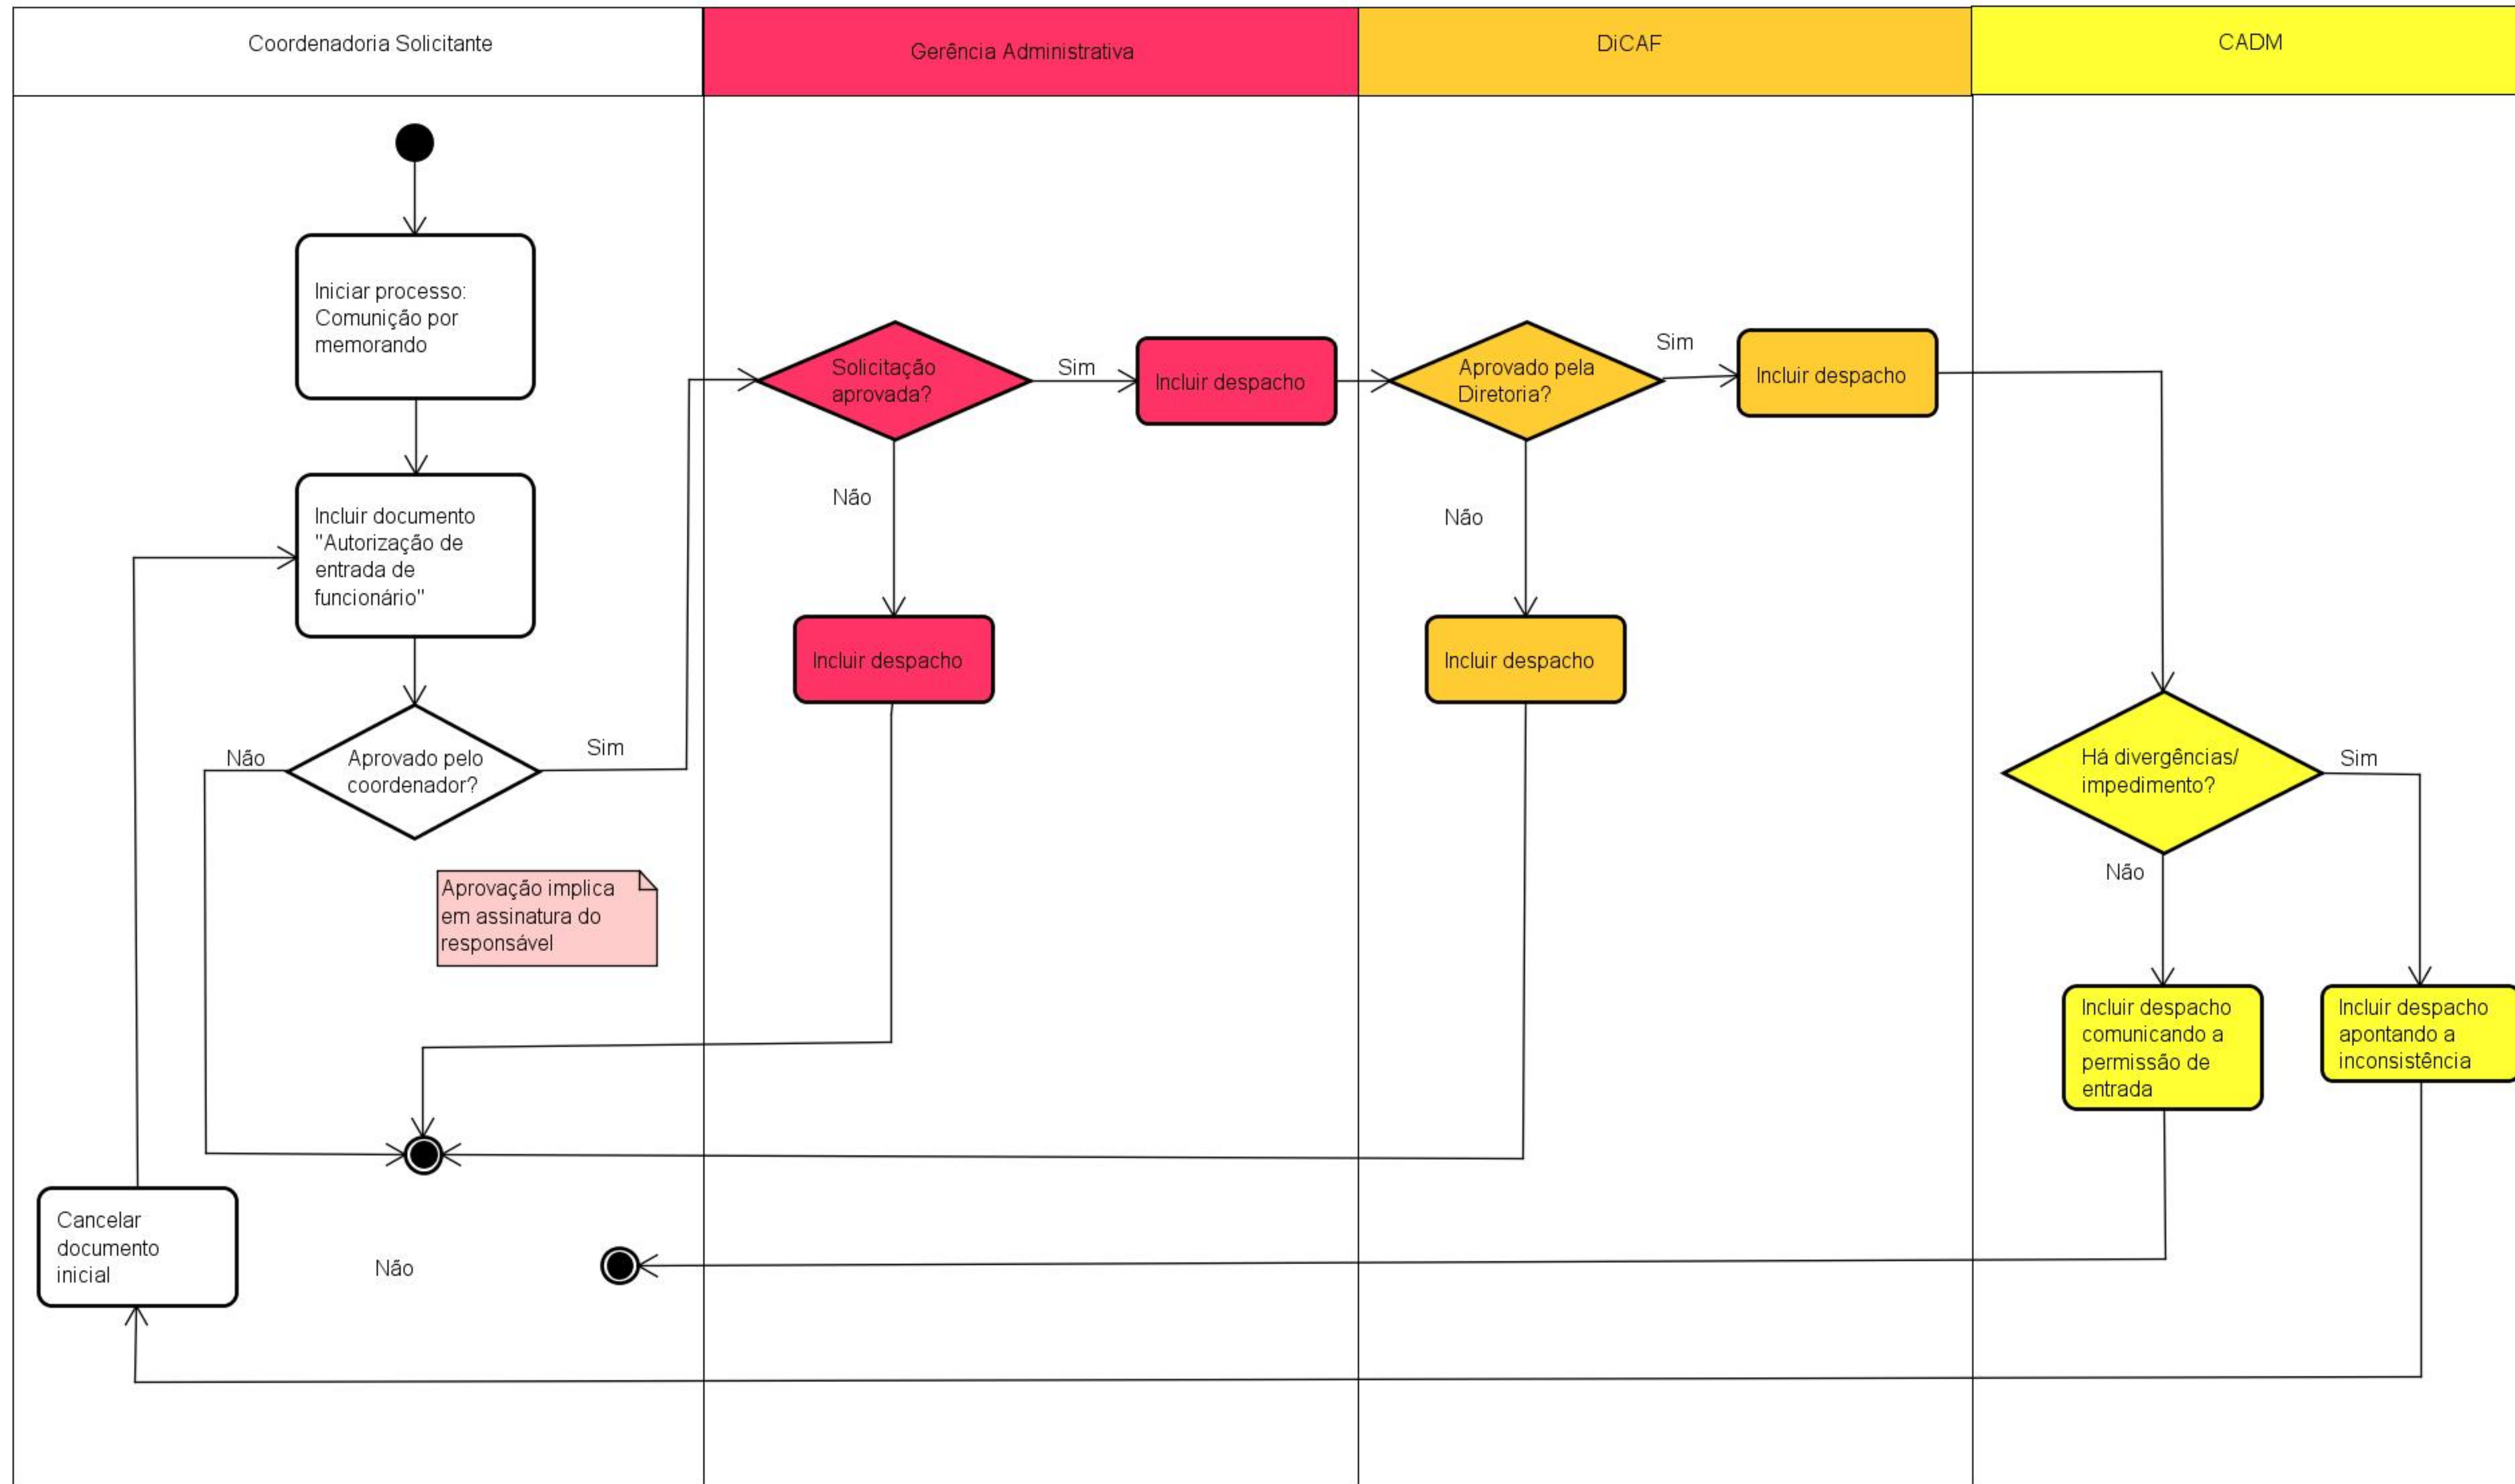 Coordenadoria Solicitante
Gerência Administrativa
DiCAF
CADM
Iniciar processo:
Comunição por
memorando
Incluir documento
"Autorização de
entrada de
funcionário"
Aprovado pelo
coordenador?
Não
Sim
Aprovação implica
em assinatura do
responsável
Cancelar
documento
inicial
Não
Solicitação
aprovada?
Sim
Incluir despacho
Não
Incluir despacho
Aprovado pela
Diretoria?
Sim
Incluir despacho
Não
Incluir despacho
Há divergências/
impedimento?
Sim
Não
Incluir despacho
comunicando a
permissão de
entrada
Incluir despacho
apontando a
inconsistência